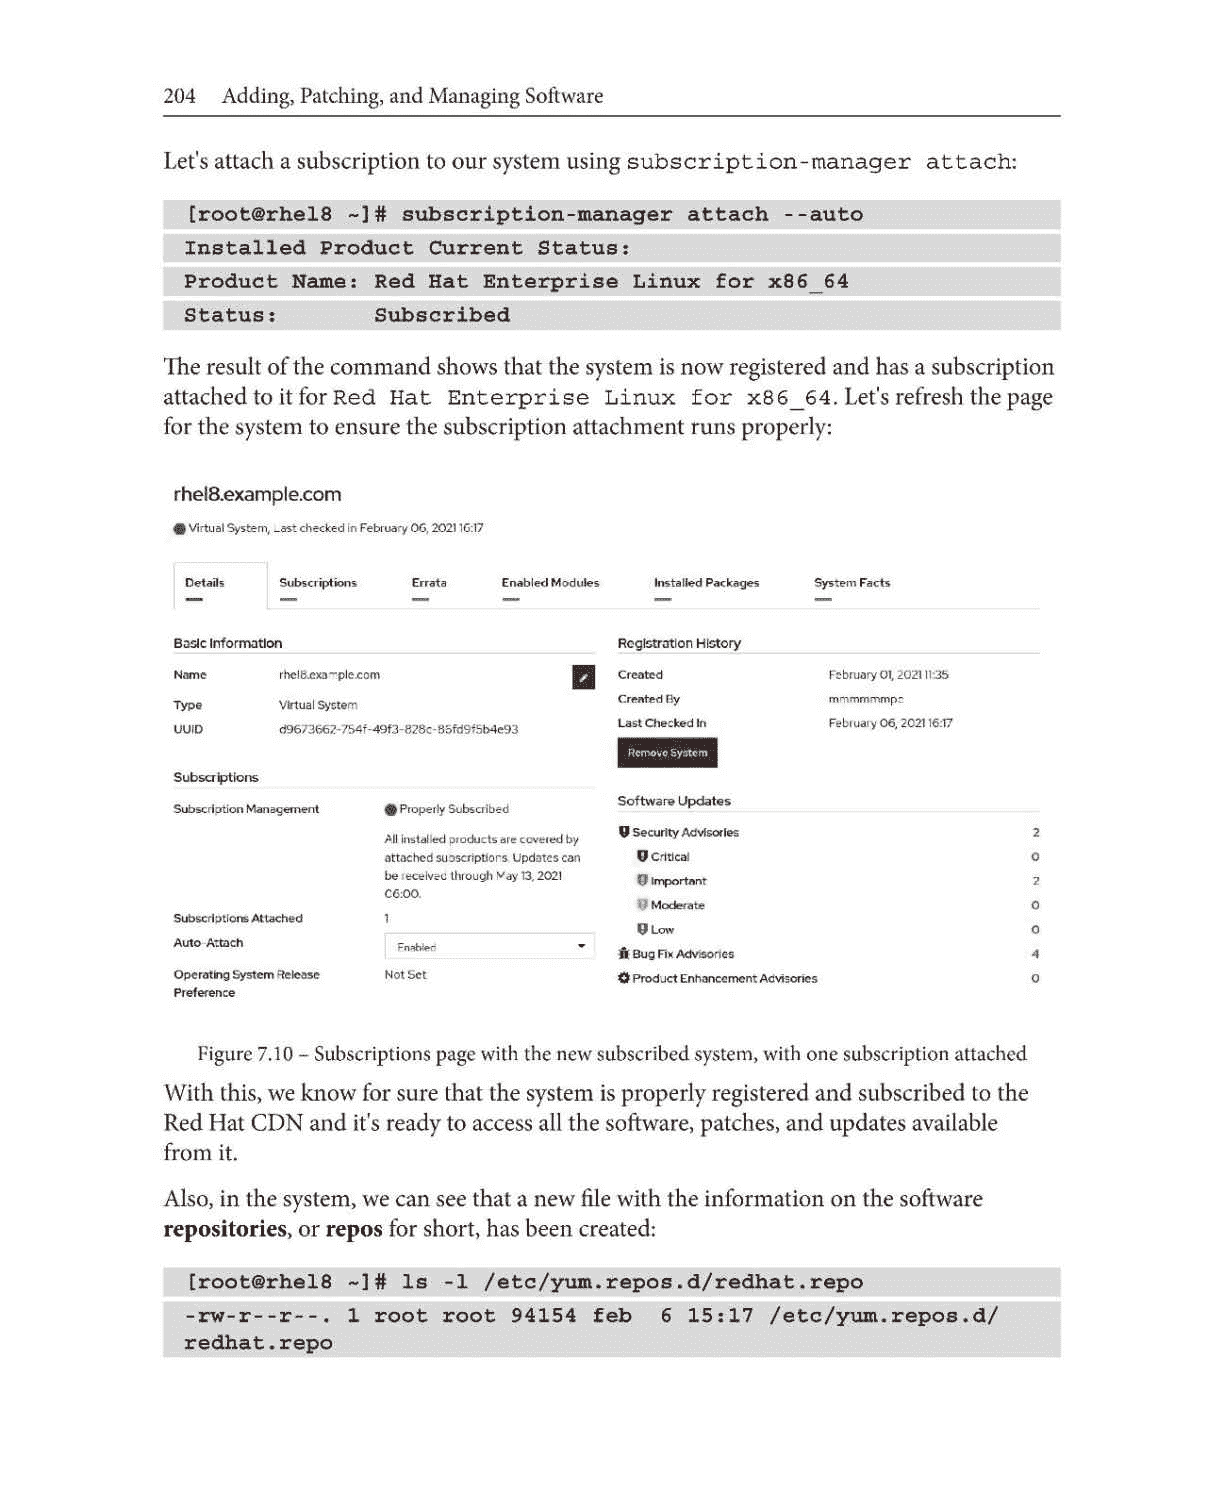 204 Adding, Patching, and Managing Software
Let's attach a subscription to our system using subscription-manager attach:
[root@rhel8 ~]# subscription-manager attach --auto
Installed Product Current Status:
Product Name: Red Hat Enterprise Linux for x86_64
Status: Subscribed
The result of the command shows that the system is now registered and has a subscription
attached to it for Red Hat Enterprise Linux for x86_64. Let's refresh the page
for the system to ensure the subscription attachment runs properly:
rhel8.example.com
Virtual System, Last checked in February 06, 2021 16:17
Details Subscriptions Errata Enabled Modules Installed Packages System Facts
Basic Information
Name rhel8.example.com
Type Virtual System
UUID d9673662-754f-49f3-828c-86fd9f5b4e93
Registration History
Created February 01, 2021 11:35
Created By
Last Checked In February 06, 2021 16:17
Remove System
Subscriptions
Subscription Management Properly Subscribed
All installed products are covered by
attached subscriptions. Updates can
be received through May 13, 2021
06:00.
Subscriptions Attached 1
Auto-Attach Enabled
Operating System Release Not Set
Preference
Software Updates
Security Advisories 2
Critical 0
Important 2
Moderate 0
Low 0
Bug Fix Advisories 4
Product Enhancement Advisories 0
Figure 7.10 – Subscriptions page with the new subscribed system, with one subscription attached
With this, we know for sure that the system is properly registered and subscribed to the
Red Hat CDN and it's ready to access all the software, patches, and updates available
from it.
Also, in the system, we can see that a new file with the information on the software
repositories, or repos for short, has been created:
[root@rhel8 ~]# ls -l /etc/yum.repos.d/redhat.repo
-rw-r--r--. 1 root root 94154 feb 6 15:17 /etc/yum.repos.d/
redhat.repo